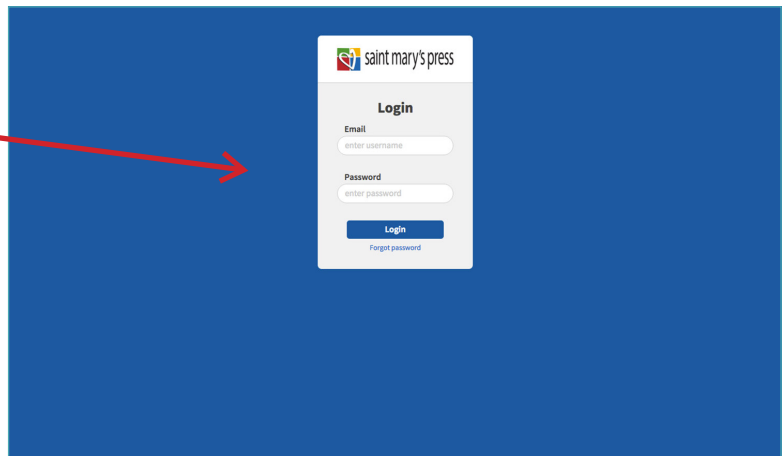 saint mary's press
Login
Email
enter username
Password
enter password
Login
Forgot password